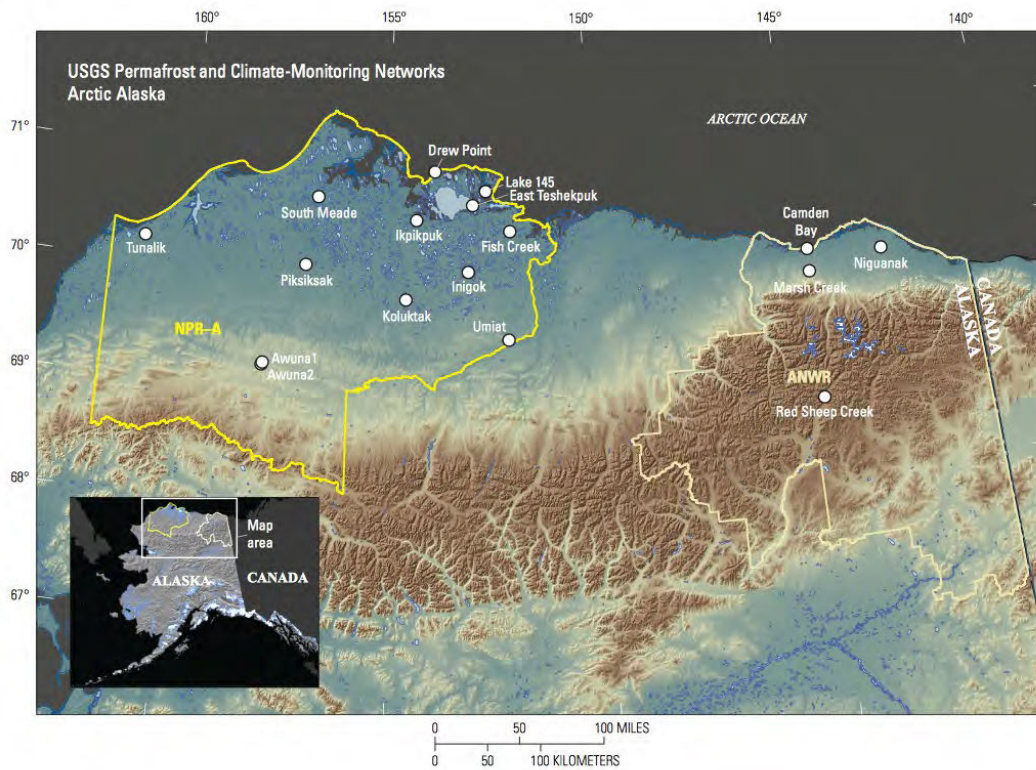 160°
155°
150°
145°
140°
USGS Permafrost and Climate-Monitoring Networks
Arctic Alaska
ARCTIC OCEAN
71°
Drew Point
Lake 145
East Teshekpuk
South Meade
Ikpikpuk
Fish Creek
Camden
Bay
70°
Tunalik
Niguanak
Piksiksak
Inigok
Marsh Creek
Koluktak
CANADA
ALASKA
NPR–A
Umiat
69°
Awuna1
Awuna2
ANWR
Red Sheep Creek
68°
Map
area
ALASKA
CANADA
67°
0 50 100 MILES
0 50 100 KILOMETERS